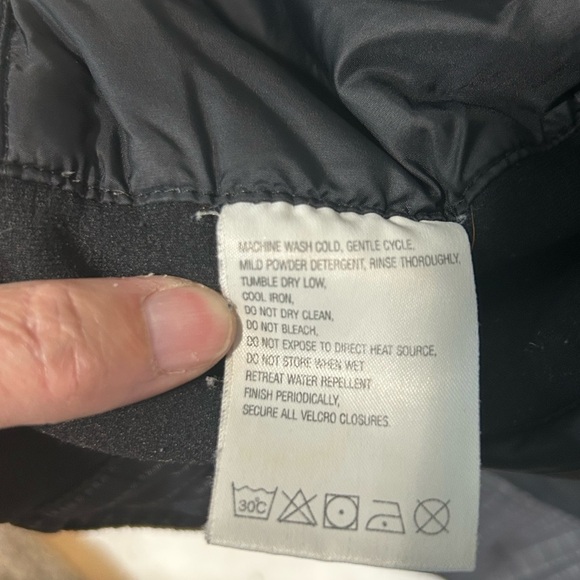 MACHINE WASH COLD, GENTLE CYCLE.
MILD POWDER DETERGENT, RINSE THOROUGHLY,
TUMBLE DRY LOW,
COOL IRON,
DO NOT DRY CLEAN,
DO NOT BLEACH.
DO NOT EXPOSE TO DIRECT HEAT SOURCE,
DO NOT STORE WHEN WET
RETREAT WATER REPELLENT
FINISH PERIODICALLY,
SECURE ALL VELCRO CLOSURES
30°C